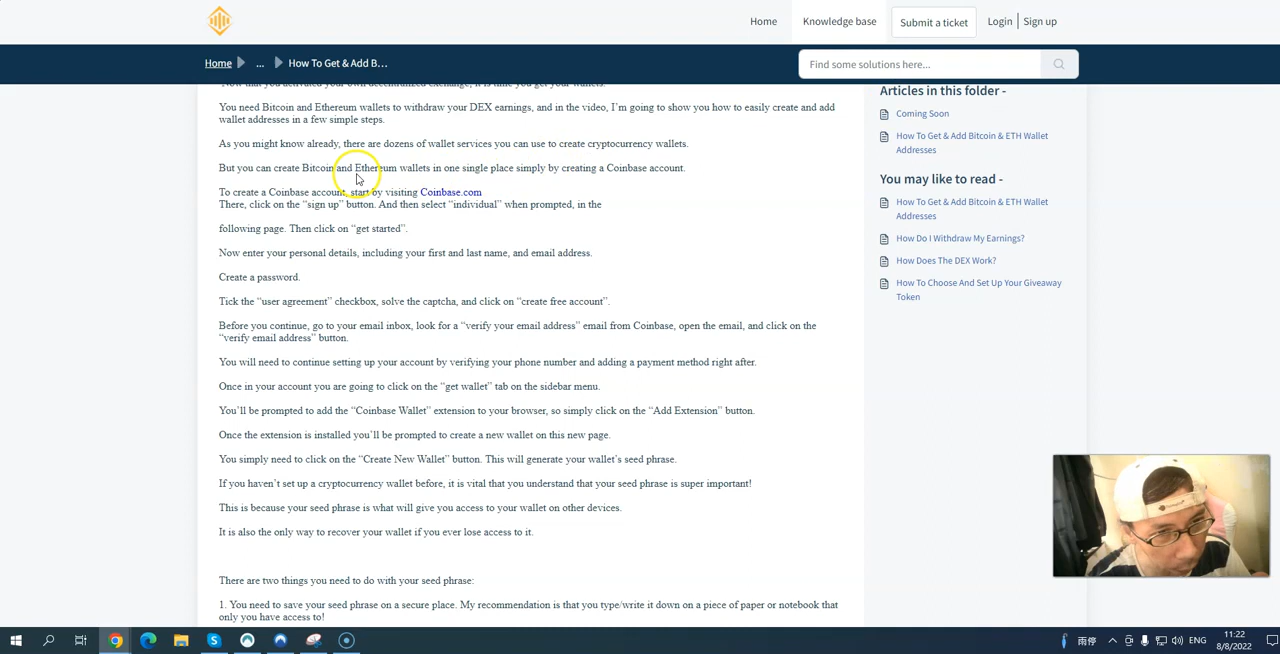 Home
Knowledge base
Submit a ticket
Login
Sign up
Home
...
How To Get & Add B...
Find some solutions here...
Now that you activated your own decentralized exchange, it is time you get your wallets.
You need Bitcoin and Ethereum wallets to withdraw your DEX earnings, and in the video, I'm going to show you how to easily create and add
wallet addresses in a few simple steps.
As you might know already, there are dozens of wallet services you can use to create cryptocurrency wallets.
But you can create Bitcoin and Ethereum wallets in one single place simply by creating a Coinbase account.
To create a Coinbase account, start by visiting Coinbase.com
There, click on the “sign up” button. And then select “individual” when prompted, in the
following page. Then click on “get started”.
Now enter your personal details, including your first and last name, and email address.
Create a password.
Tick the “user agreement” checkbox, solve the captcha, and click on “create free account”.
Before you continue, go to your email inbox, look for a “verify your email address” email from Coinbase, open the email, and click on the
“verify email address” button.
You will need to continue setting up your account by verifying your phone number and adding a payment method right after.
Once in your account you are going to click on the “get wallet” tab on the sidebar menu.
You'll be prompted to add the “Coinbase Wallet” extension to your browser, so simply click on the “Add Extension” button.
Once the extension is installed you'll be prompted to create a new wallet on this new page.
You simply need to click on the “Create New Wallet” button. This will generate your wallet's seed phrase.
If you haven't set up a cryptocurrency wallet before, it is vital that you understand that your seed phrase is super important!
This is because your seed phrase is what will give you access to your wallet on other devices.
It is also the only way to recover your wallet if you ever lose access to it.
There are two things you need to do with your seed phrase:
1. You need to save your seed phrase on a secure place. My recommendation is that you type/write it down on a piece of paper or notebook that
only you have access to!
Articles in this folder -
Coming Soon
How To Get & Add Bitcoin & ETH Wallet
Addresses
You may like to read -
How To Get & Add Bitcoin & ETH Wallet
Addresses
How Do I Withdraw My Earnings?
How Does The DEX Work?
How To Choose And Set Up Your Giveaway
Token
雨停
ENG
11:22
8/8/2022